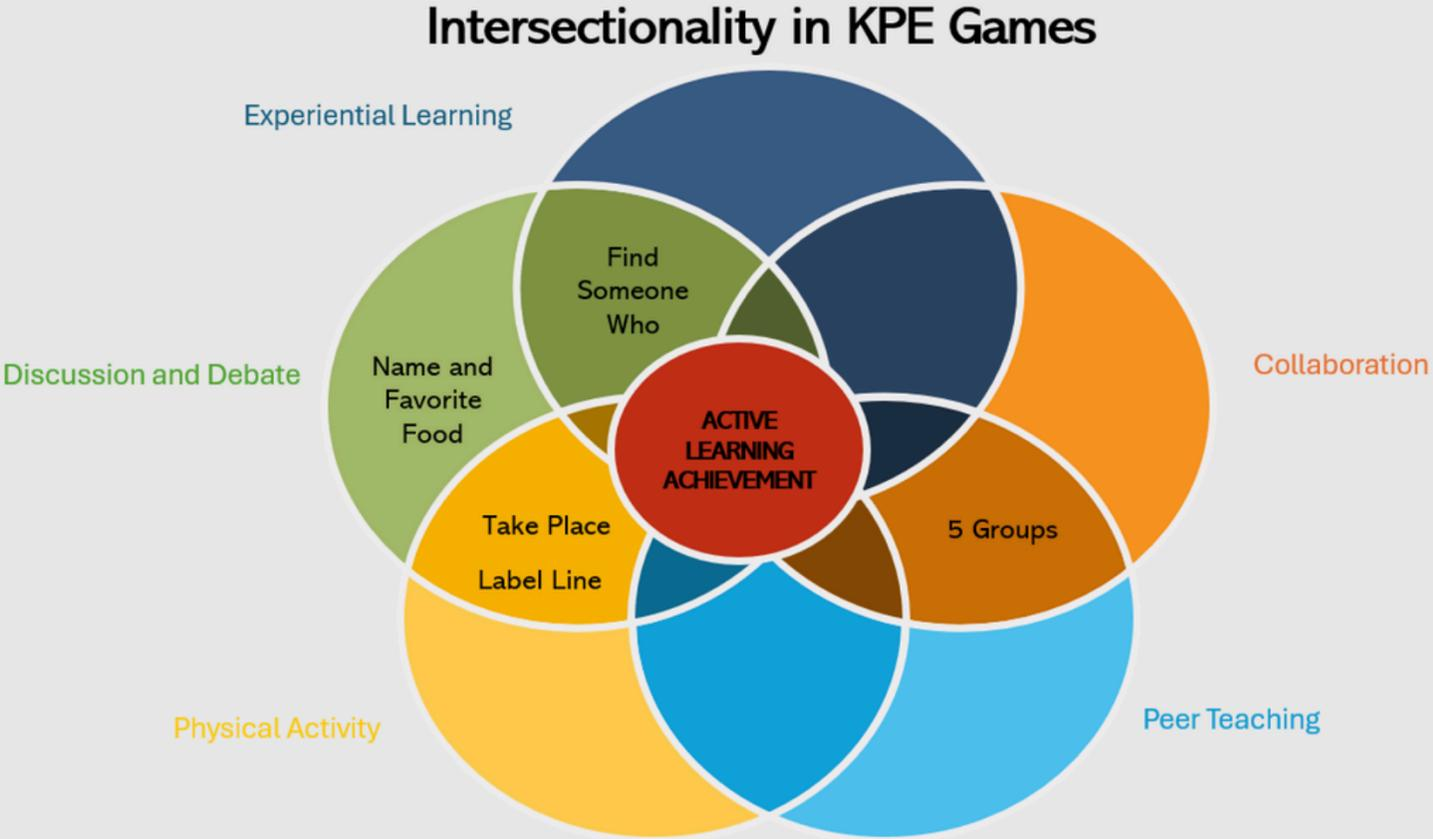 Intersectionality in KPE Games
Experiential Learning
Find
Someone
Who
Discussion and Debate
Name and
Favorite
Food
Collaboration
ACTIVE
LEARNING
ACHIEVEMENT
Take Place
Label Line
5 Groups
Physical Activity
Peer Teaching